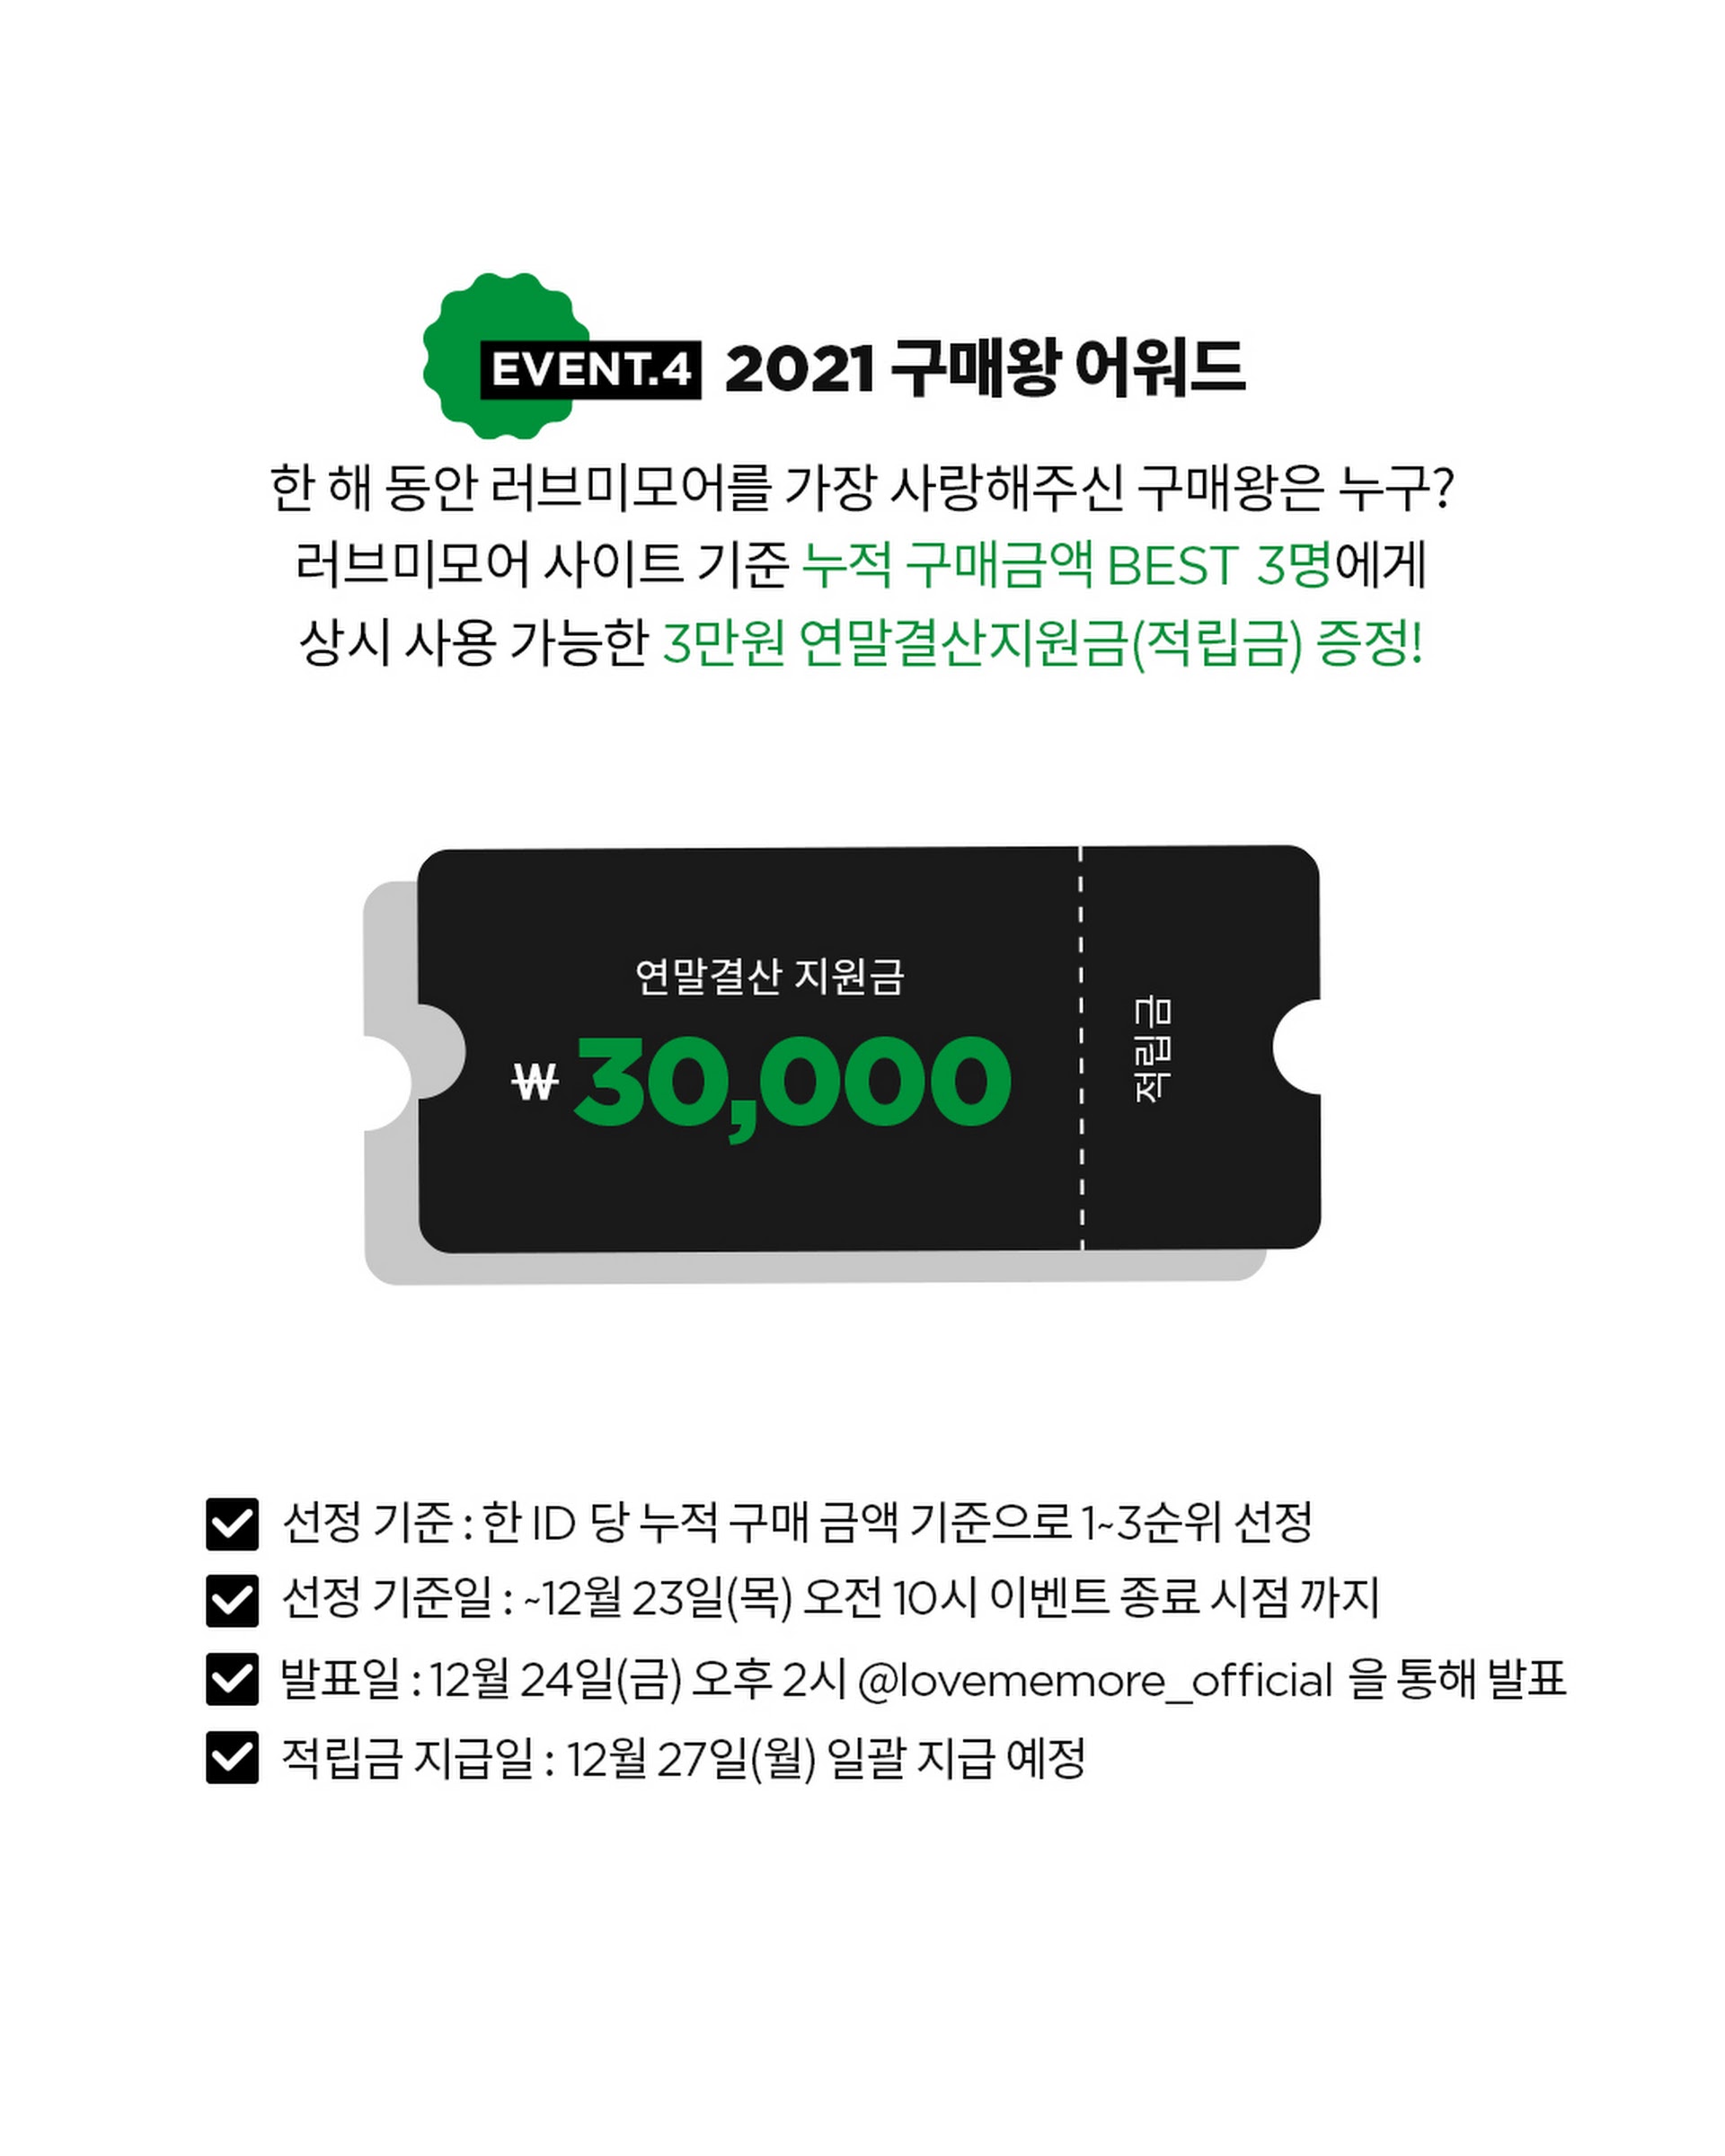 EVENT.4 2021 구매왕 어워드
한 해 동안 러브미모어를 가장 사랑해주신 구매왕은 누구?
러브미모어 사이트 기준 누적 구매금액 BEST 3명에게
상시 사용 가능한 3만원 연말결산지원금(적립금) 증정!
연말결산 지원금
₩ 30,000
적립금
선정 기준 : 한 ID 당 누적 구매 금액 기준으로 1~3순위 선정
선정 기준일 : ~12월 23일(목) 오전 10시 이벤트 종료 시점 까지
발표일 : 12월 24일(금) 오후 2시 @lovememore_official 을 통해 발표
적립금 지급일 : 12월 27일(월) 일괄 지급 예정